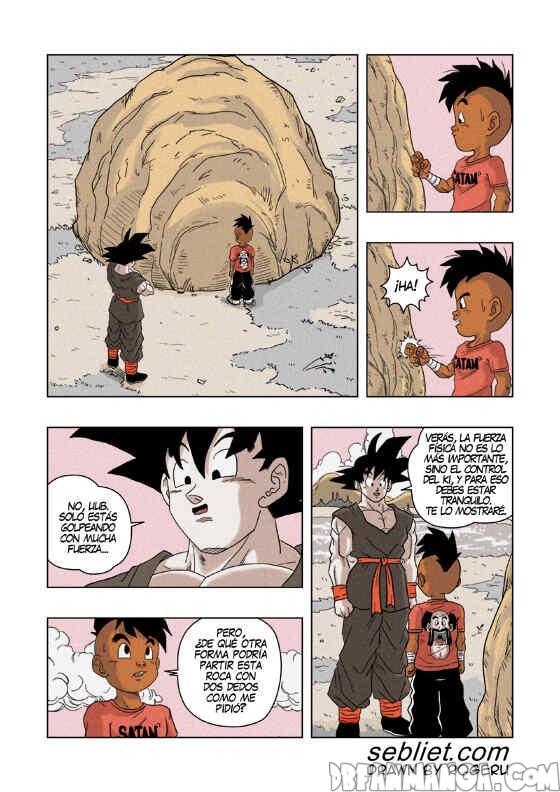 SATAN
¡HA!
SATAN
NO, UUB.
SOLO ESTÁS
GOLPEANDO
CON MUCHA
FUERZA...
VERÁS, LA FUERZA
FÍSICA NO ES LO
MÁS IMPORTANTE,
SINO EL CONTROL
DEL KI, Y PARA ESO
DEBES ESTAR
TRANQUILO.
TE LO MOSTRARÉ.
PERO,
¿DE QUÉ OTRA
FORMA PODRÍA
PARTIR ESTA
ROCA CON
DOS DEDOS
COMO ME
PIDIO?
SATAN
sebliet.com
DRAWN BY ROGERU
DBFANMANGA.COM